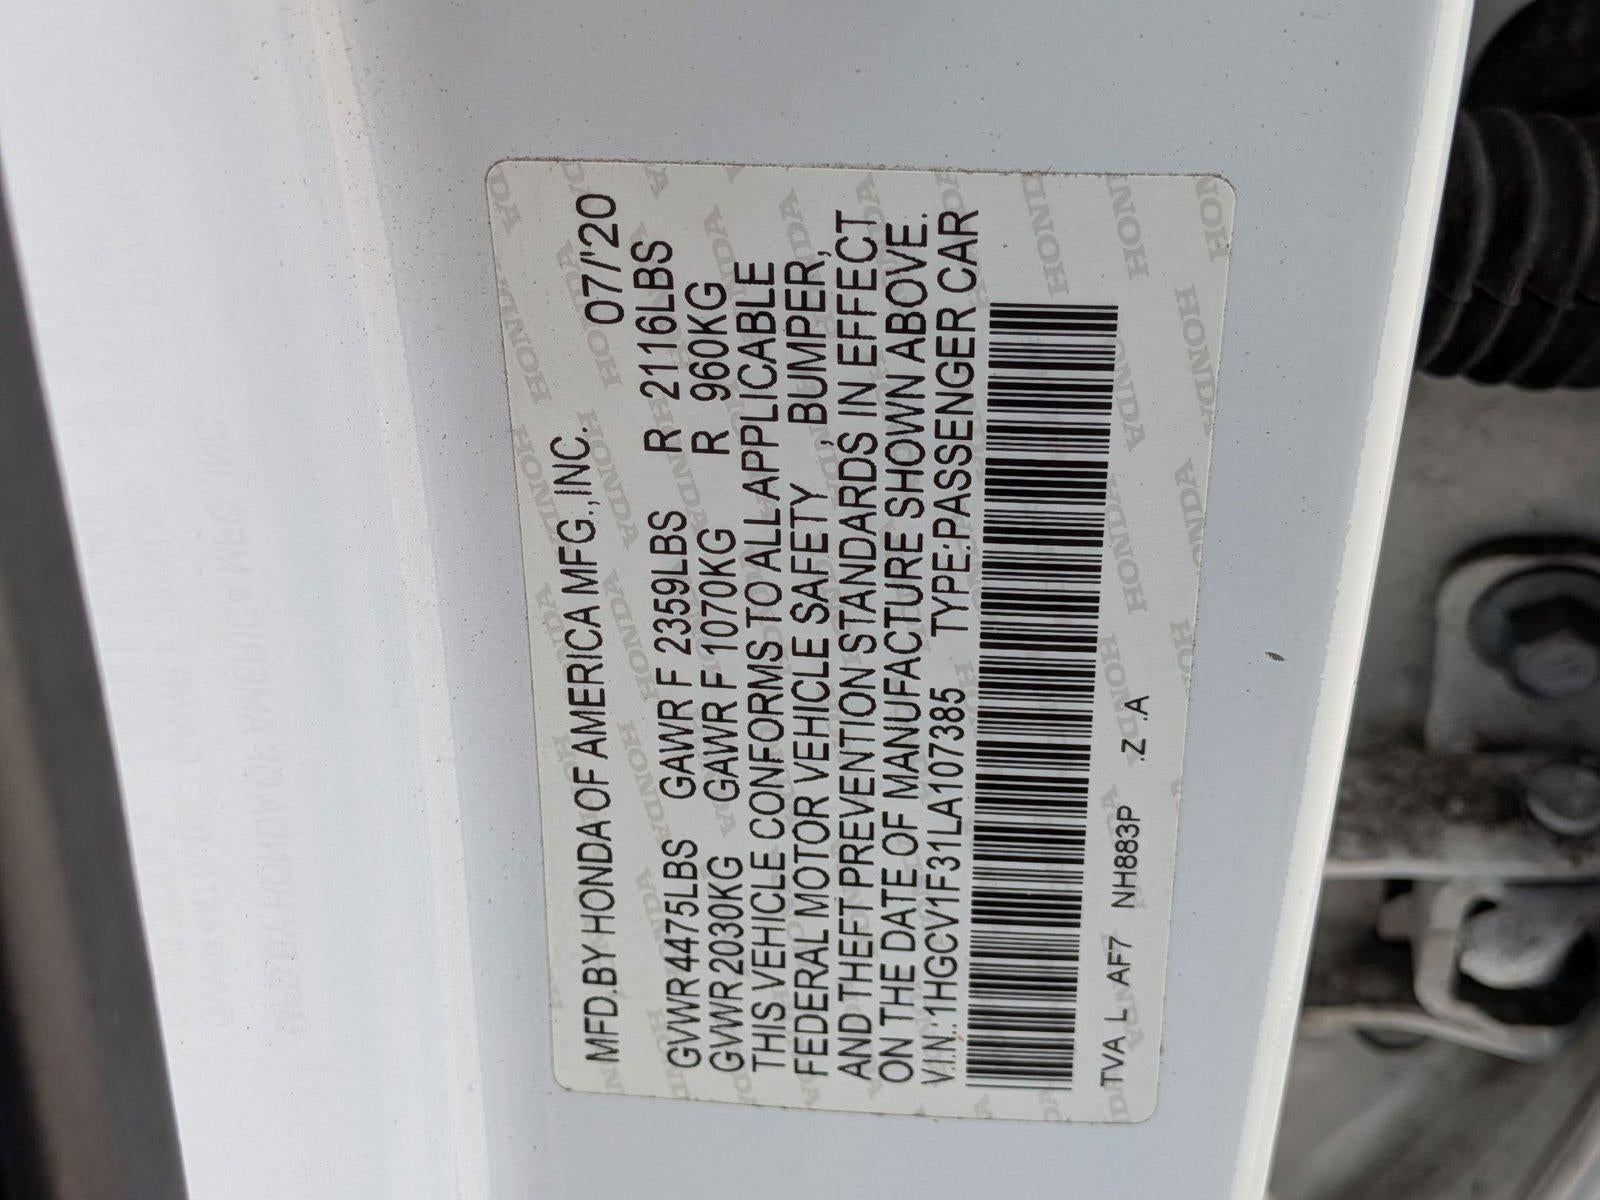 MFD.BY HONDA OF AMERICA MFG.,INC. 07/'20
GVWR 4475LBS GAWR F 2359LBS R 2116LBS
GVWR 2030KG GAWR F 1070KG R 960KG
THIS VEHICLE CONFORMS TO ALL APPLICABLE
FEDERAL MOTOR VEHICLE SAFETY, BUMPER,
AND THEFT PREVENTION STANDARDS IN EFFECT
ON THE DATE OF MANUFACTURE SHOWN ABOVE.
V.I.N.:1HGCV1F31LA107385 TYPE:PASSENGER CAR
TVA L AF7 NH883P .Z .A